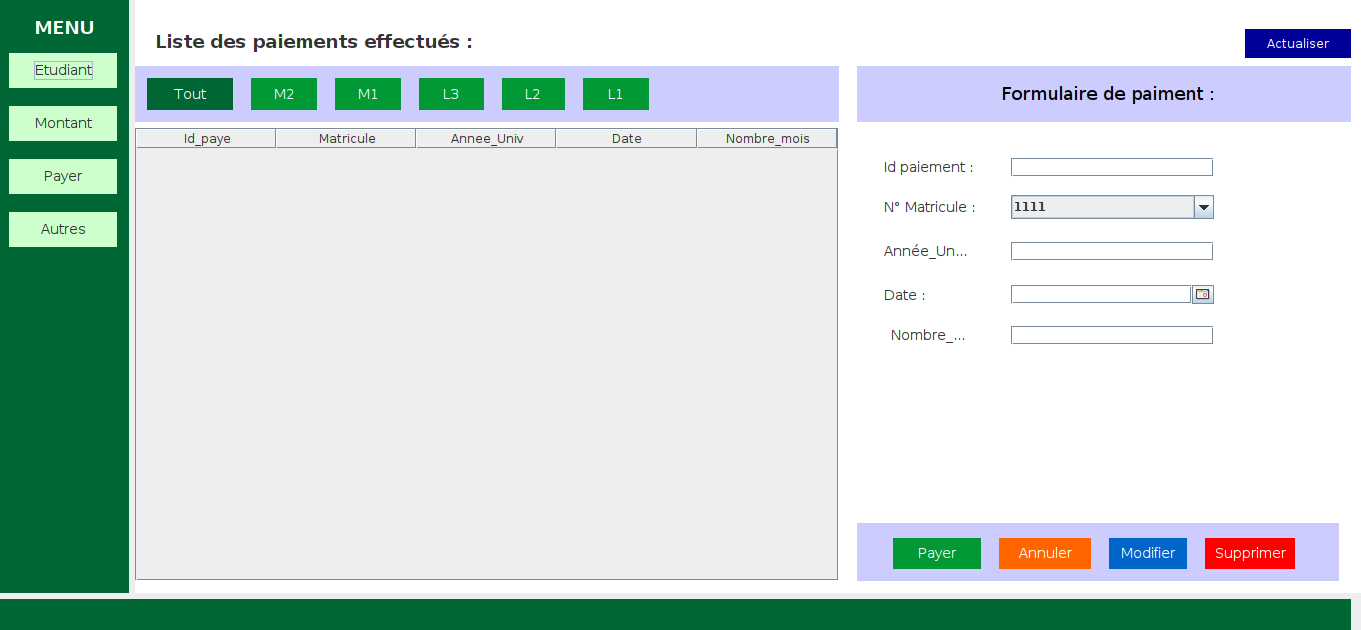 MENU
Etudiant
Montant
Payer
Autres
Liste des paiements effectués :
Actualiser
Tout M2 M1 L3 L2 L1
Id_paye Matricule Annee_Univ Date Nombre_mois
Formulaire de paiment :
Id paiement :
N° Matricule : 1111
Année_Un...
Date :
Nombre_...
Payer Annuler Modifier Supprimer